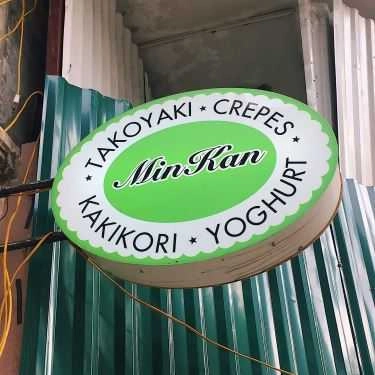 TAKOYAKI ★ CREPES ★
MinKan
KAKIKORI ★ YOGHURT